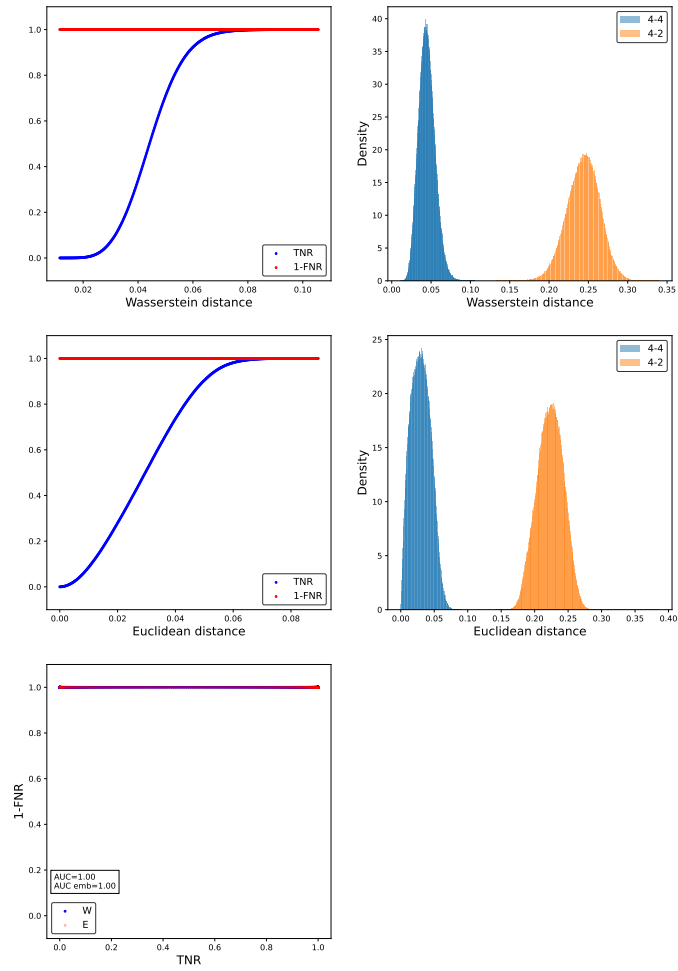 1.0
0.8
0.6
0.4
0.2
0.0
TNR
1-FNR
0.02 0.04 0.06 0.08 0.10
Wasserstein distance
40
35
30
25
20
15
10
5
0
Density
4-4
4-2
0.00 0.05 0.10 0.15 0.20 0.25 0.30 0.35
Wasserstein distance
1.0
0.8
0.6
0.4
0.2
0.0
TNR
1-FNR
0.00 0.02 0.04 0.06 0.08
Euclidean distance
25
20
15
10
5
0
Density
4-4
4-2
0.00 0.05 0.10 0.15 0.20 0.25 0.30 0.35 0.40
Euclidean distance
1.0
0.8
0.6
0.4
0.2
0.0
1-FNR
AUC=1.00
AUC emb=1.00
W
E
0.0 0.2 0.4 0.6 0.8 1.0
TNR